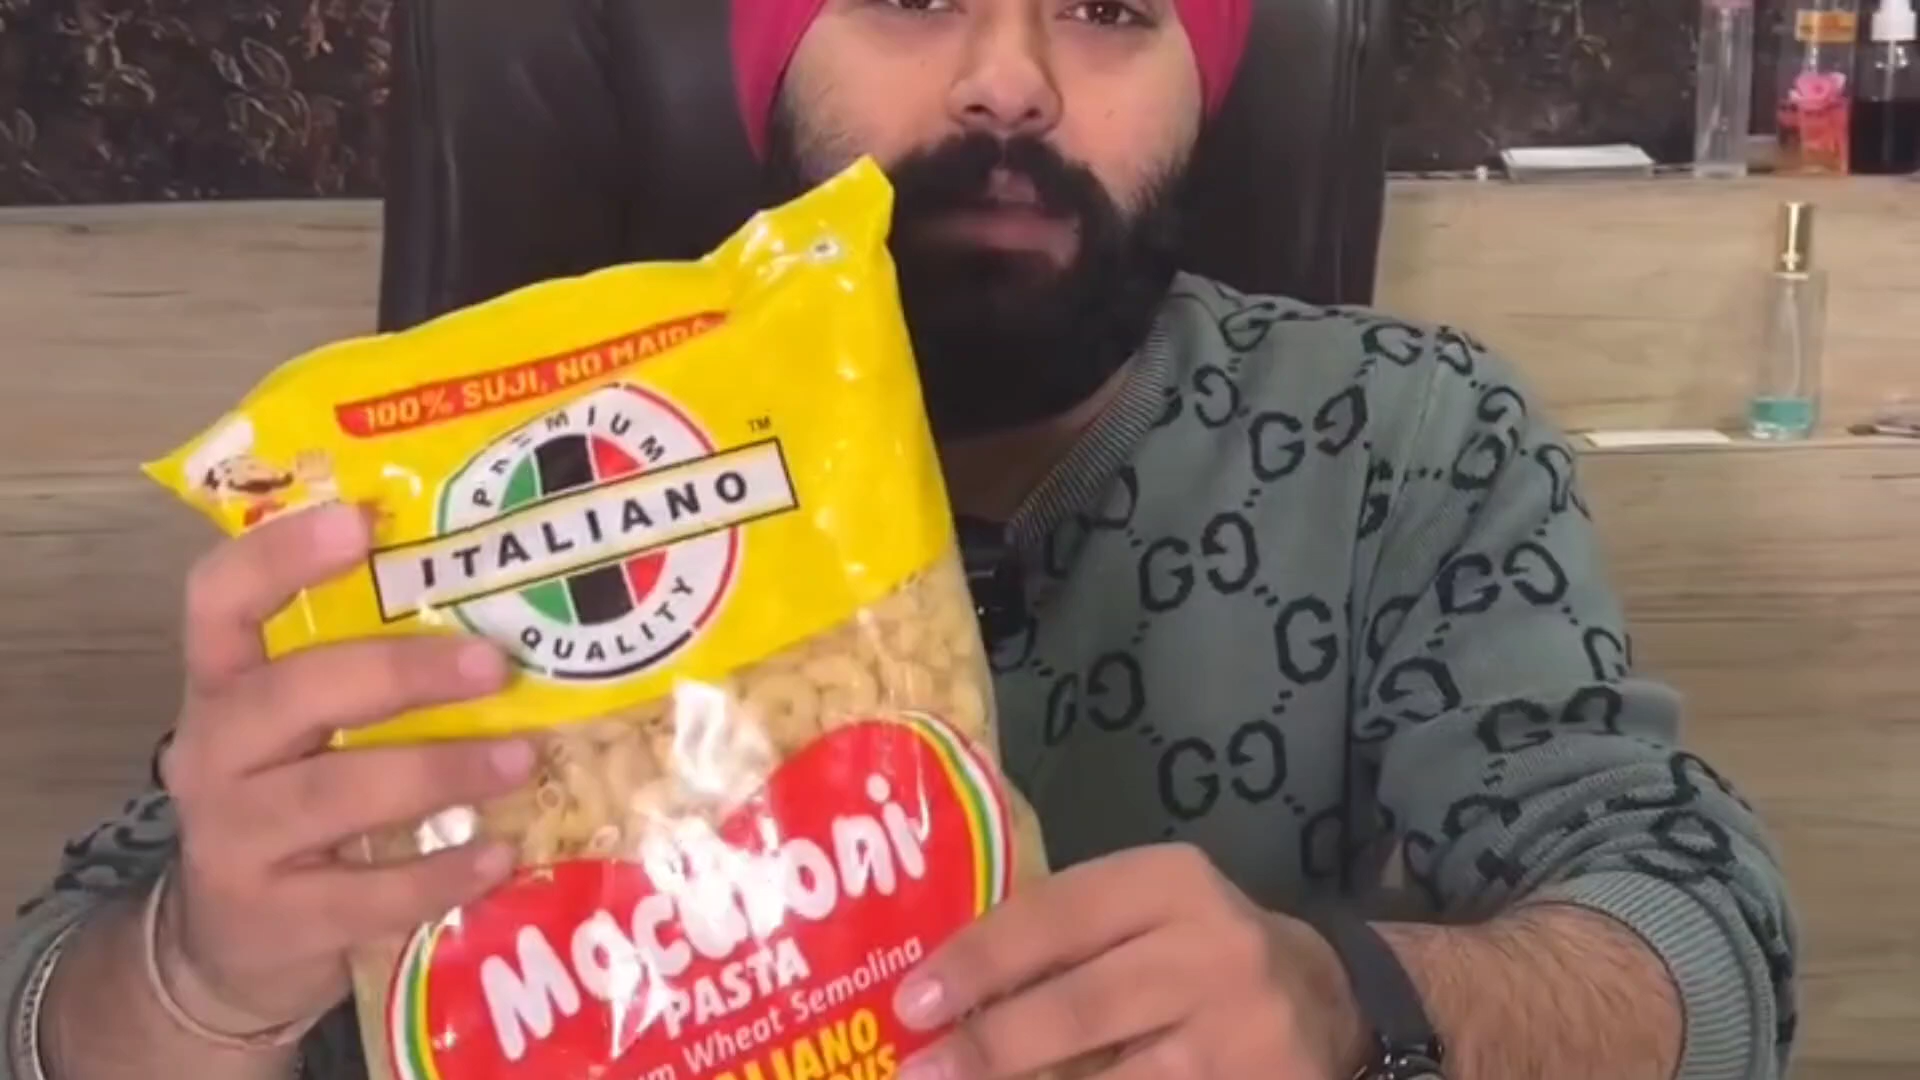 100% SUJI, NO MAIDA
PREMIUM
ITALIANO
TM
QUALITY
Macaroni
PASTA
Wheat Semolina